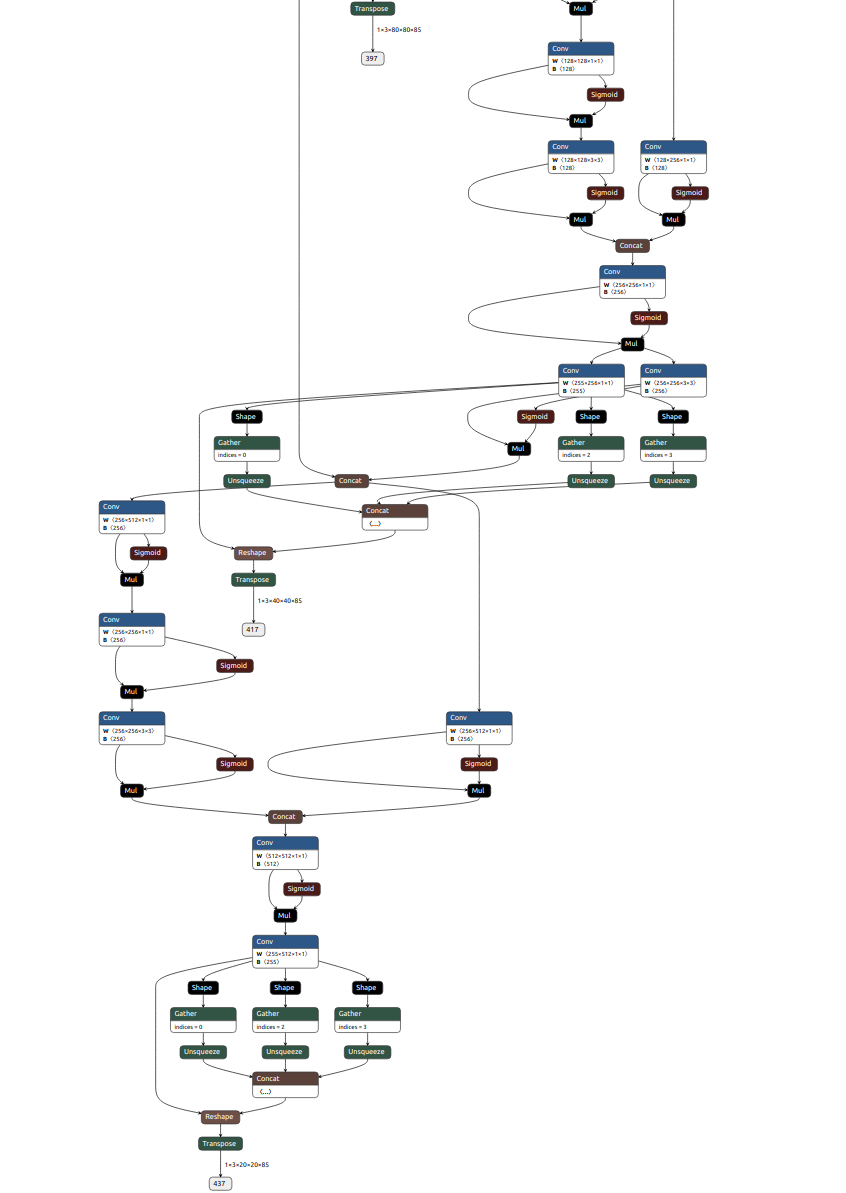 Transpose
Mul
1×3×80×80×85
397
Conv
W ⟨128×128×1×1⟩
B ⟨128⟩
Sigmoid
Mul
Conv
W ⟨128×128×3×3⟩
B ⟨128⟩
Conv
W ⟨128×256×1×1⟩
B ⟨128⟩
Sigmoid
Sigmoid
Mul
Mul
Concat
Conv
W ⟨256×256×1×1⟩
B ⟨256⟩
Sigmoid
Mul
Conv
W ⟨255×256×1×1⟩
B ⟨255⟩
Conv
W ⟨256×256×3×3⟩
B ⟨256⟩
Shape
Sigmoid
Shape
Shape
Gather
indices = 0
Mul
Gather
indices = 2
Gather
indices = 3
Unsqueeze
Concat
Unsqueeze
Unsqueeze
Conv
W ⟨256×512×1×1⟩
B ⟨256⟩
Concat
⟨...⟩
Sigmoid
Reshape
Mul
Transpose
1×3×40×40×85
417
Conv
W ⟨256×256×1×1⟩
B ⟨256⟩
Sigmoid
Mul
Conv
W ⟨256×256×3×3⟩
B ⟨256⟩
Conv
W ⟨256×512×1×1⟩
B ⟨256⟩
Sigmoid
Sigmoid
Mul
Mul
Concat
Conv
W ⟨512×512×1×1⟩
B ⟨512⟩
Sigmoid
Mul
Conv
W ⟨255×512×1×1⟩
B ⟨255⟩
Shape
Shape
Shape
Gather
indices = 0
Gather
indices = 2
Gather
indices = 3
Unsqueeze
Unsqueeze
Unsqueeze
Concat
⟨...⟩
Reshape
Transpose
1×3×20×20×85
437